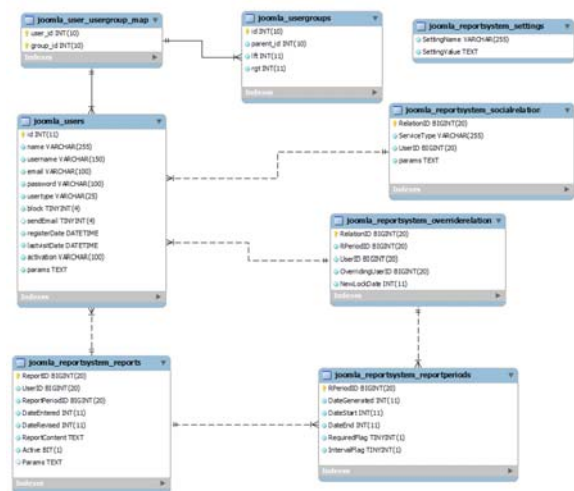 joomla_user_usergroup_map
user_id INT(10)
group_id INT(10)
Indexes
joomla_usergroups
id INT(10)
parent_id INT(10)
lft INT(11)
rgt INT(11)
Indexes
joomla_reportsystem_settings
SettingName VARCHAR(255)
SettingValue TEXT
Indexes
joomla_users
id INT(11)
name VARCHAR(255)
username VARCHAR(150)
email VARCHAR(100)
password VARCHAR(100)
usertype VARCHAR(25)
block TINYINT(4)
sendEmail TINYINT(4)
registerDate DATETIME
lastvisitDate DATETIME
activation VARCHAR(100)
params TEXT
Indexes
joomla_reportsystem_socialrelation
RelationID BIGINT(20)
ServiceType VARCHAR(255)
UserID BIGINT(20)
params TEXT
Indexes
joomla_reportsystem_overriderelation
RelationID BIGINT(20)
RPeriodID BIGINT(20)
UserID BIGINT(20)
OverridingUserID BIGINT(20)
NewLockDate INT(11)
Indexes
joomla_reportsystem_reports
ReportID BIGINT(20)
UserID BIGINT(20)
ReportPeriodID BIGINT(20)
DateEntered INT(11)
DateRevised INT(11)
ReportContent TEXT
Active BIT(1)
Params TEXT
Indexes
joomla_reportsystem_reportperiods
RPeriodID BIGINT(20)
DateGenerated INT(11)
DateStart INT(11)
DateEnd INT(11)
RequiredFlag TINYINT(1)
IntervalFlag TINYINT(1)
Indexes